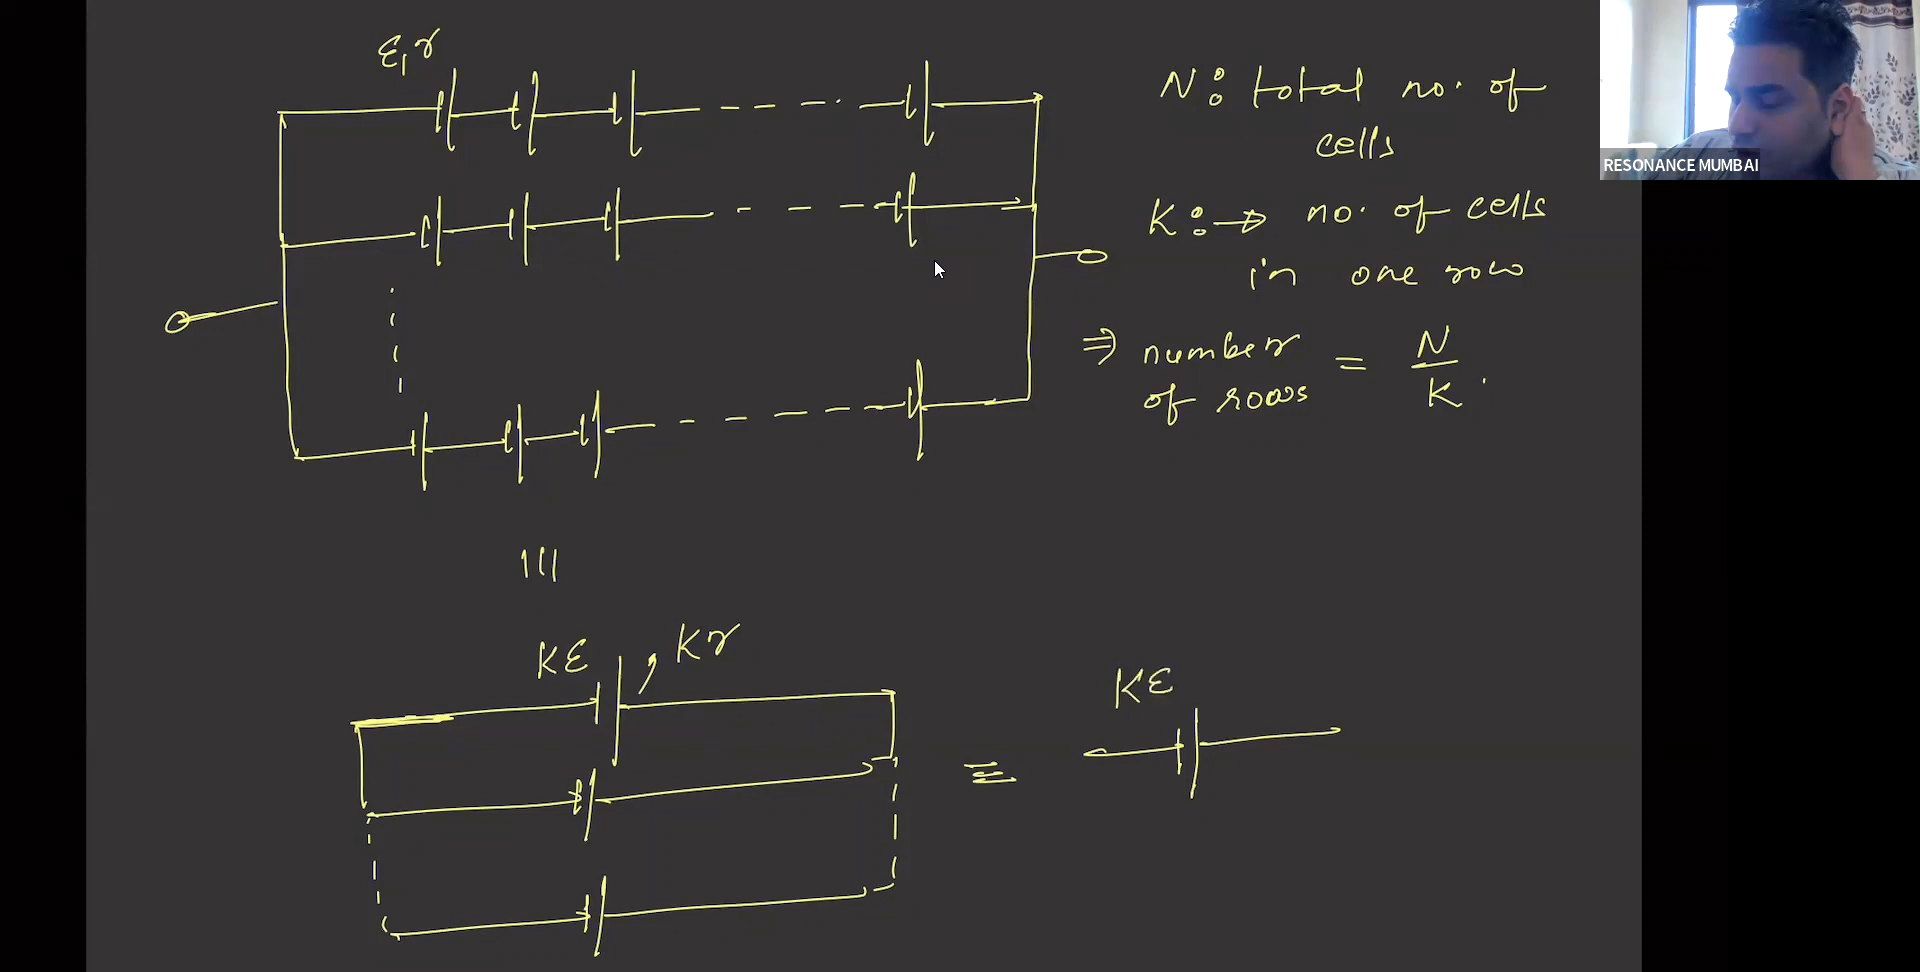 ε, r
N : total no. of
cells
RESONANCE MUMBAI
K : → no. of cells
in one row
⇒ number
of rows = N/K.
|||
Kε, Kr
≡
Kε